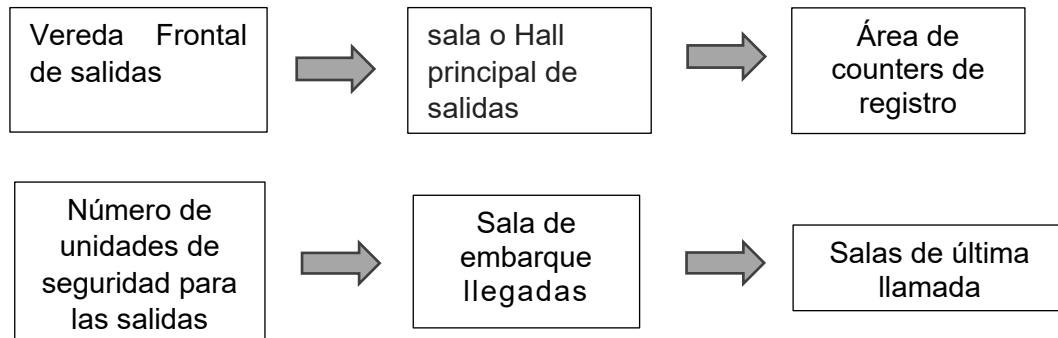 Vereda Frontal
de salidas
sala o Hall
principal de
salidas
Área de
counters de
registro
Número de
unidades de
seguridad para
las salidas
Sala de
embarque
llegadas
Salas de última
llamada